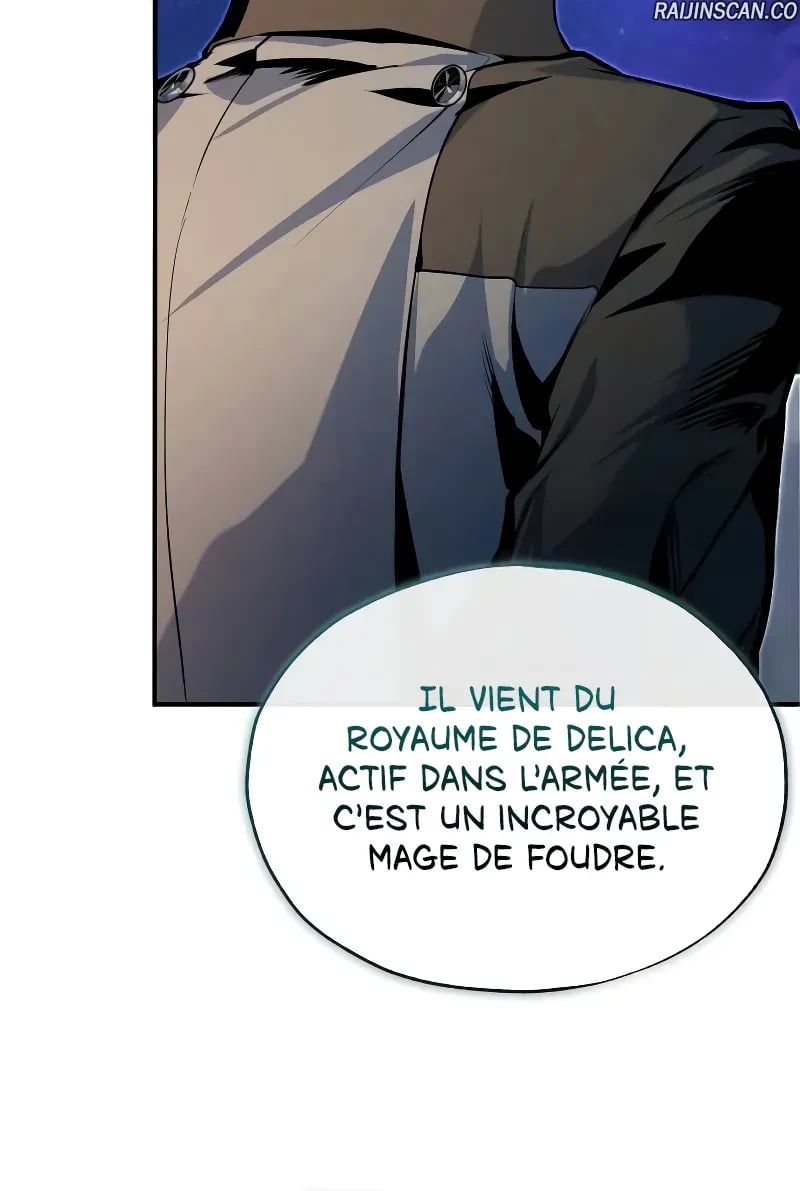 RAIJINSCAN.CO
IL VIENT DU
ROYAUME DE DELICA,
ACTIF DANS L'ARMÉE, ET
C'EST UN INCROYABLE
MAGE DE FOUDRE.